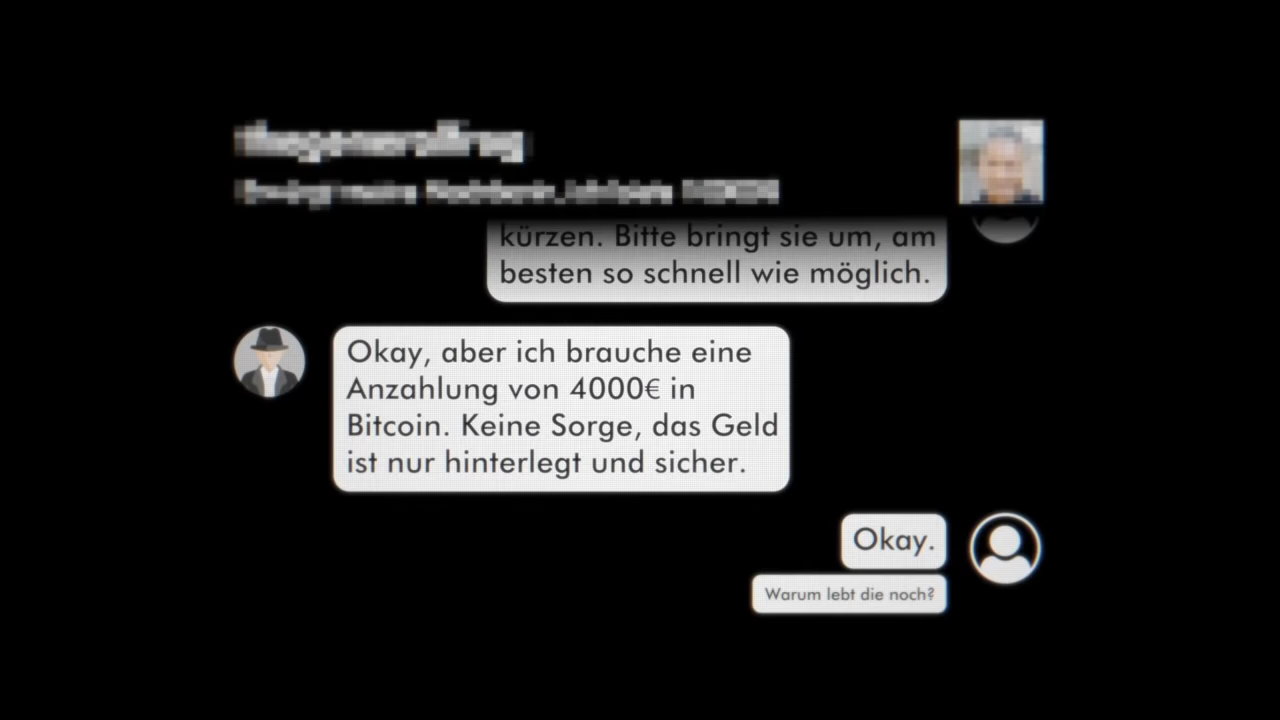 kürzen. Bitte bringt sie um, am
besten so schnell wie möglich.
Okay, aber ich brauche eine
Anzahlung von 4000€ in
Bitcoin. Keine Sorge, das Geld
ist nur hinterlegt und sicher.
Okay.
Warum lebt die noch?